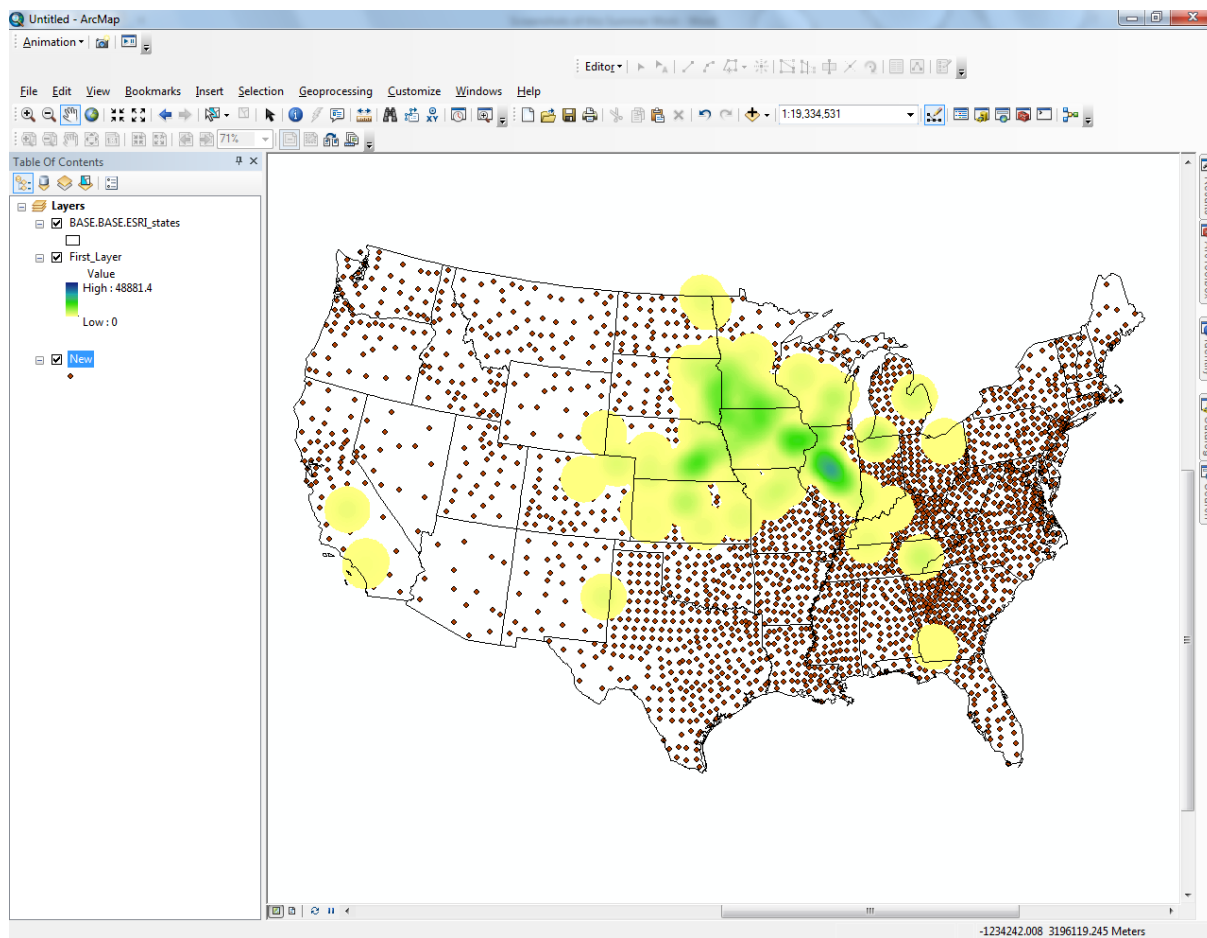 Untitled - ArcMap
Animation
Editor
File Edit View Bookmarks Insert Selection Geoprocessing Customize Windows Help
1:19,334,531
71%
Table Of Contents
Layers
BASE.BASE.ESRI_states
First_Layer
Value
High : 48881.4
Low : 0
New
-1234242.008 3196119.245 Meters